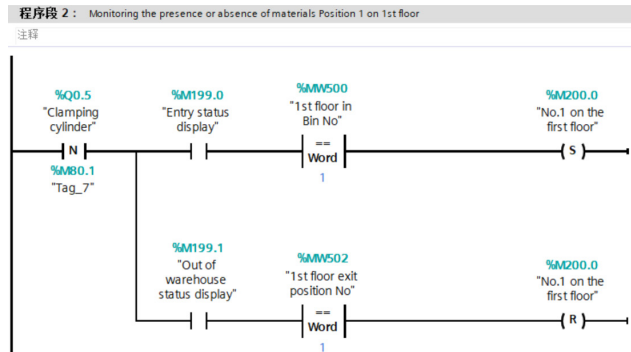 程序段 2： Monitoring the presence or absence of materials Position 1 on 1st floor
注释
%Q0.5
"Clamping
cylinder"
N
%M80.1
"Tag_7"
%M199.0
"Entry status
display"
%MW500
"1st floor in
Bin No"
==
Word
1
%M200.0
"No.1 on the
first floor"
S
%M199.1
"Out of
warehouse
status display"
%MW502
"1st floor exit
position No"
==
Word
1
%M200.0
"No.1 on the
first floor"
R